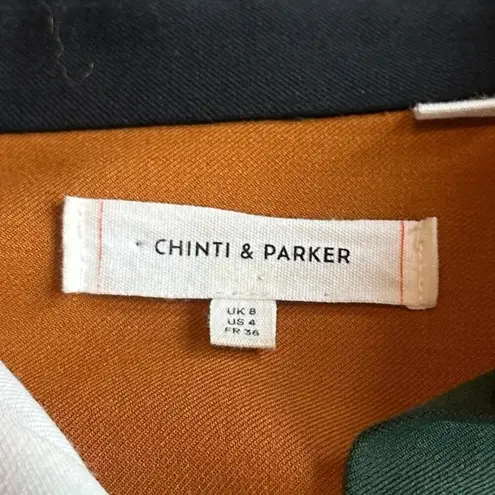 CHINTI & PARKER
UK 8
US 4
FR 36